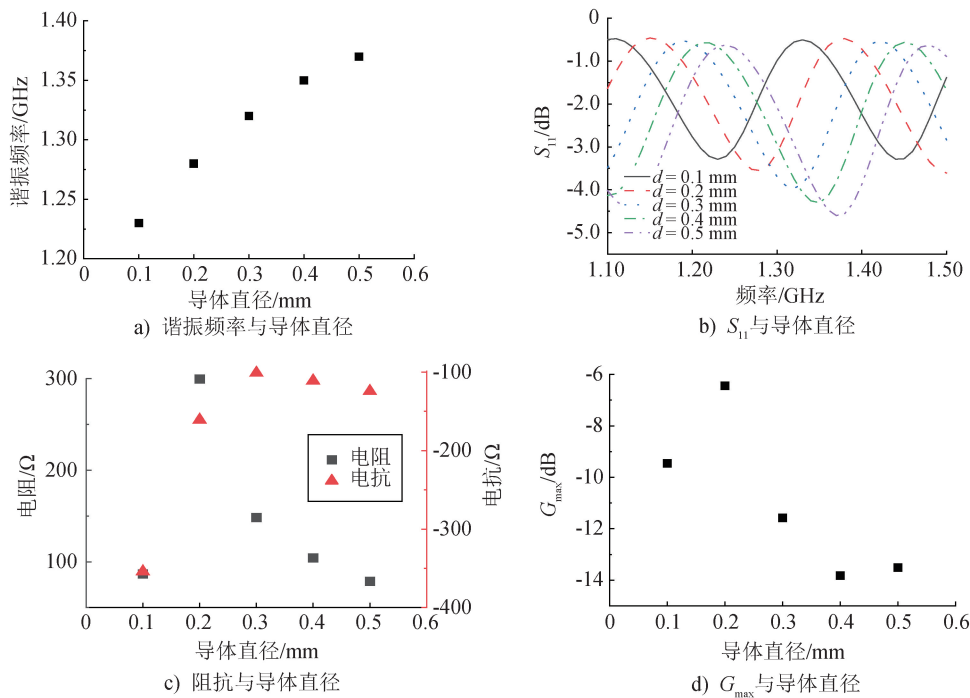 1.40
1.35
1.30
1.25
1.20
谐振频率/GHz
0 0.1 0.2 0.3 0.4 0.5 0.6
导体直径/mm
a) 谐振频率与导体直径
0
-1.0
-2.0
-3.0
-4.0
-5.0
S₁₁/dB
d = 0.1 mm
d = 0.2 mm
d = 0.3 mm
d = 0.4 mm
d = 0.5 mm
1.10 1.20 1.30 1.40 1.50
频率/GHz
b) S₁₁与导体直径
300
200
100
电阻/Ω
电阻
电抗
-100
-200
-300
-400
电抗/Ω
0 0.1 0.2 0.3 0.4 0.5 0.6
导体直径/mm
c) 阻抗与导体直径
-6
-8
-10
-12
-14
Gmax/dB
0 0.1 0.2 0.3 0.4 0.5 0.6
导体直径/mm
d) Gmax与导体直径